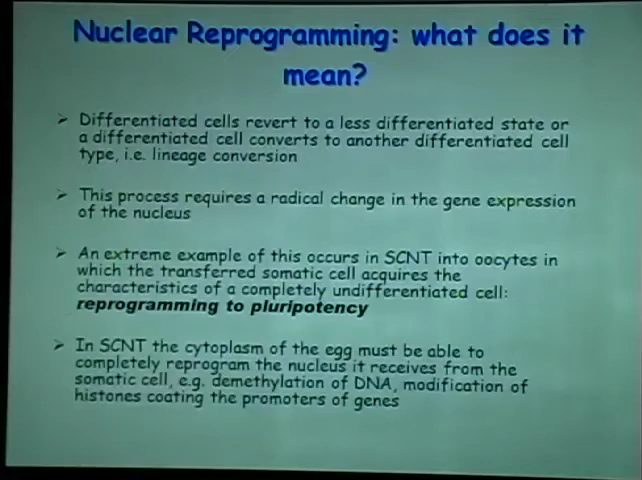 Nuclear Reprogramming: what does it
mean?
➢ Differentiated cells revert to a less differentiated state or
a differentiated cell converts to another differentiated cell
type, i.e. lineage conversion
➢ This process requires a radical change in the gene expression
of the nucleus
➢ An extreme example of this occurs in SCNT into oocytes in
which the transferred somatic cell acquires the
characteristics of a completely undifferentiated cell:
reprogramming to pluripotency
➢ In SCNT the cytoplasm of the egg must be able to
completely reprogram the nucleus it receives from the
somatic cell, e.g. demethylation of DNA, modification of
histones coating the promoters of genes